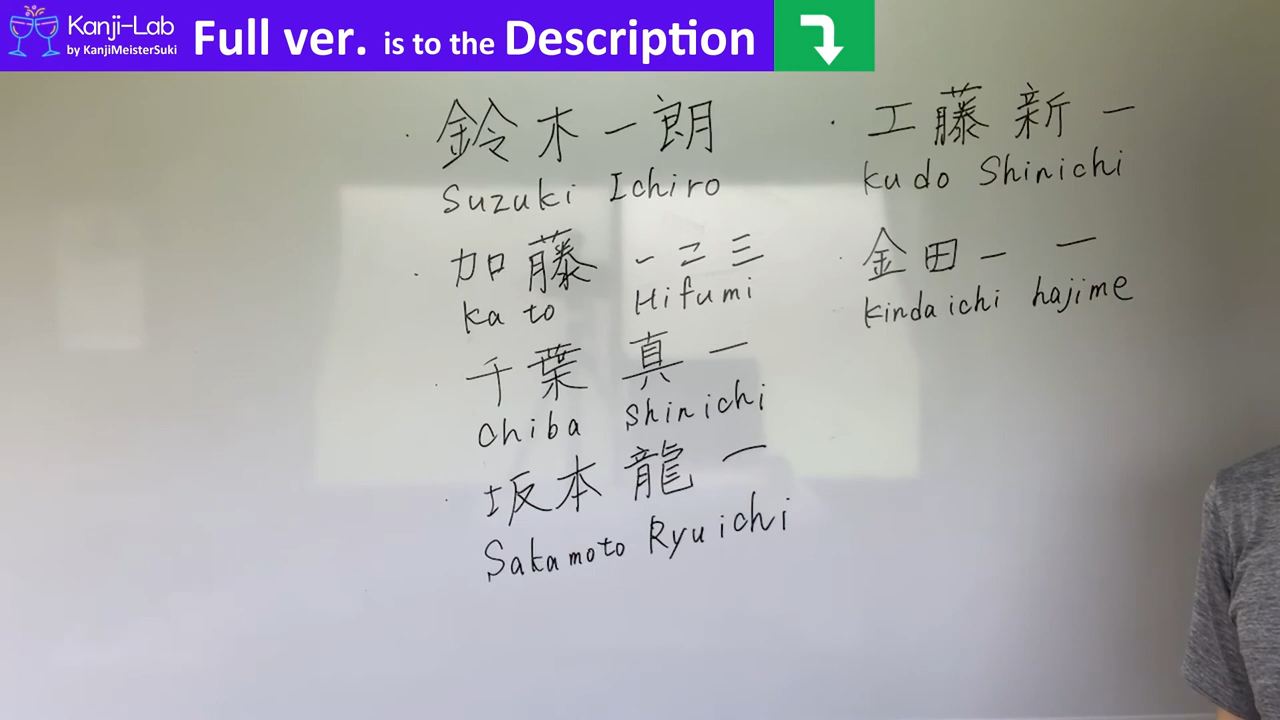 Kanji-Lab
by KanjiMeisterSuki
Full ver. is to the Description
鈴木一朗
Suzuki Ichiro
加藤 一二三
Kato Hifumi
千葉 真一
Chiba Shinichi
坂本 龍一
Sakamoto Ryuichi
工藤新一
kudo Shinichi
金田一 一
kindaichi hajime